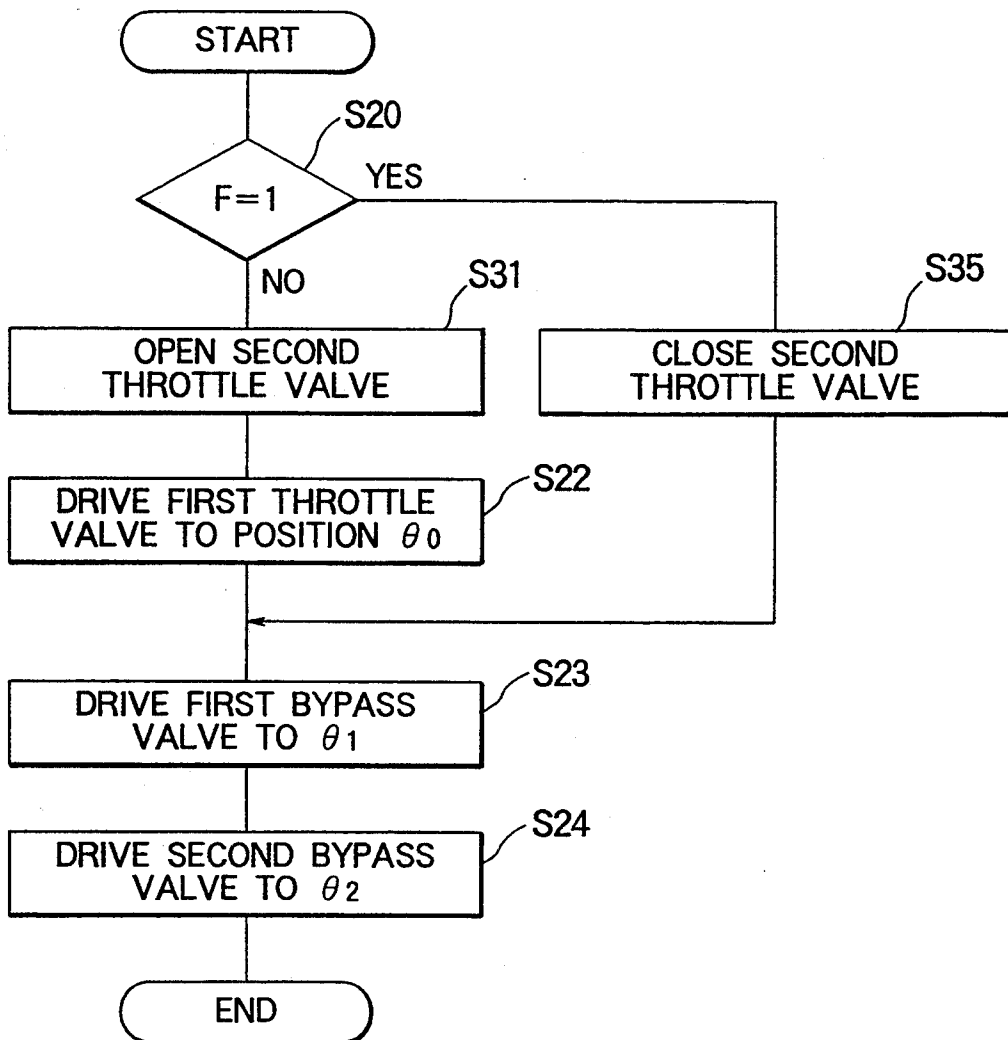 START
S20
F=1
YES
NO
S31
OPEN SECOND
THROTTLE VALVE
S35
CLOSE SECOND
THROTTLE VALVE
S22
DRIVE FIRST THROTTLE
VALVE TO POSITION θ0
S23
DRIVE FIRST BYPASS
VALVE TO θ1
S24
DRIVE SECOND BYPASS
VALVE TO θ2
END